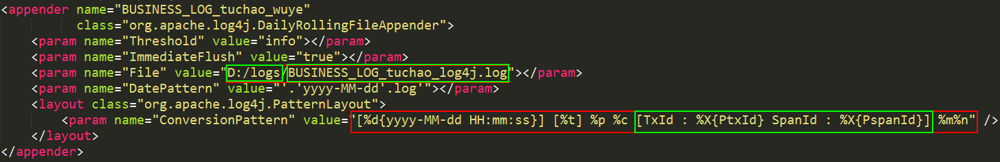 <appender name="BUSINESS_LOG_tuchao_wuye"
class="org.apache.log4j.DailyRollingFileAppender">
<param name="Threshold" value="info"></param>
<param name="ImmediateFlush" value="true"></param>
<param name="File" value="D:/logs/BUSINESS_LOG_tuchao_log4j.log"></param>
<param name="DatePattern" value="'.'yyyy-MM-dd'.log'"></param>
<layout class="org.apache.log4j.PatternLayout">
<param name="ConversionPattern" value="[%d{yyyy-MM-dd HH:mm:ss}] [%t] %p %c [TxId : %X{PtxId} SpanId : %X{PspanId}] %m%n" />
</layout>
</appender>